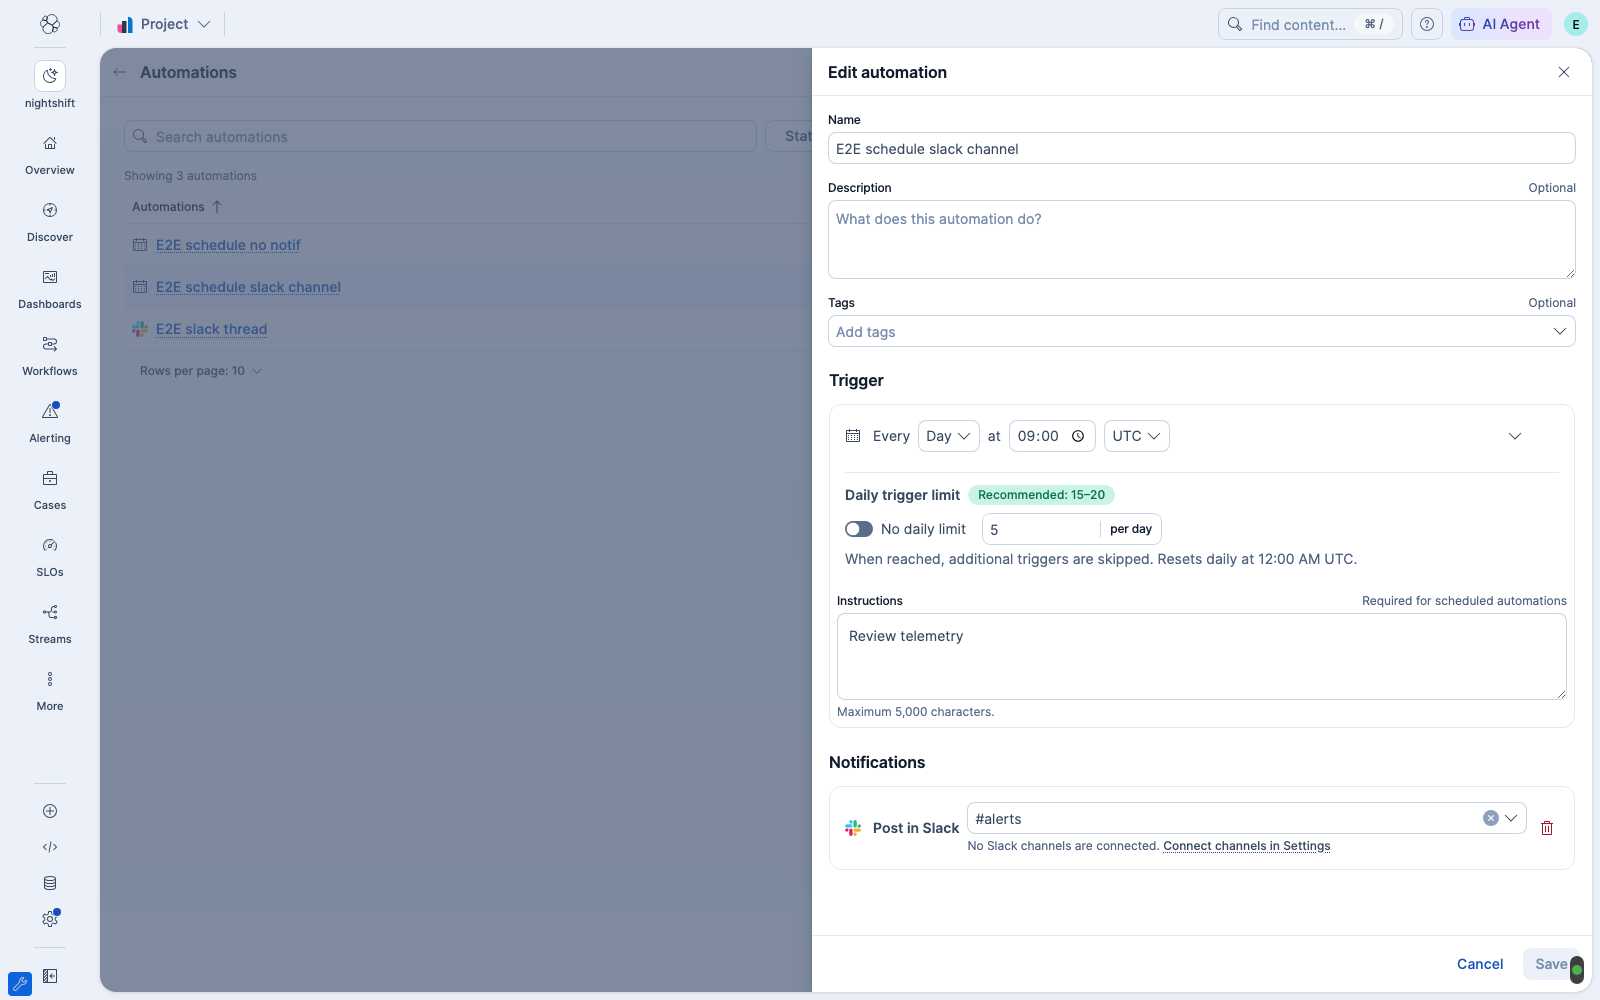 Project
Find content...
⌘ /
AI Agent
E
nightshift
Overview
Discover
Dashboards
Workflows
Alerting
Cases
SLOs
Streams
More
Automations
Search automations
Stat
Showing 3 automations
Automations
E2E schedule no notif
E2E schedule slack channel
E2E slack thread
Rows per page: 10
Edit automation
Name
E2E schedule slack channel
Description Optional
What does this automation do?
Tags Optional
Add tags
Trigger
Every Day at 09:00 UTC
Daily trigger limit Recommended: 15–20
No daily limit 5 per day
When reached, additional triggers are skipped. Resets daily at 12:00 AM UTC.
Instructions Required for scheduled automations
Review telemetry
Maximum 5,000 characters.
Notifications
Post in Slack #alerts
No Slack channels are connected. Connect channels in Settings
Cancel Save